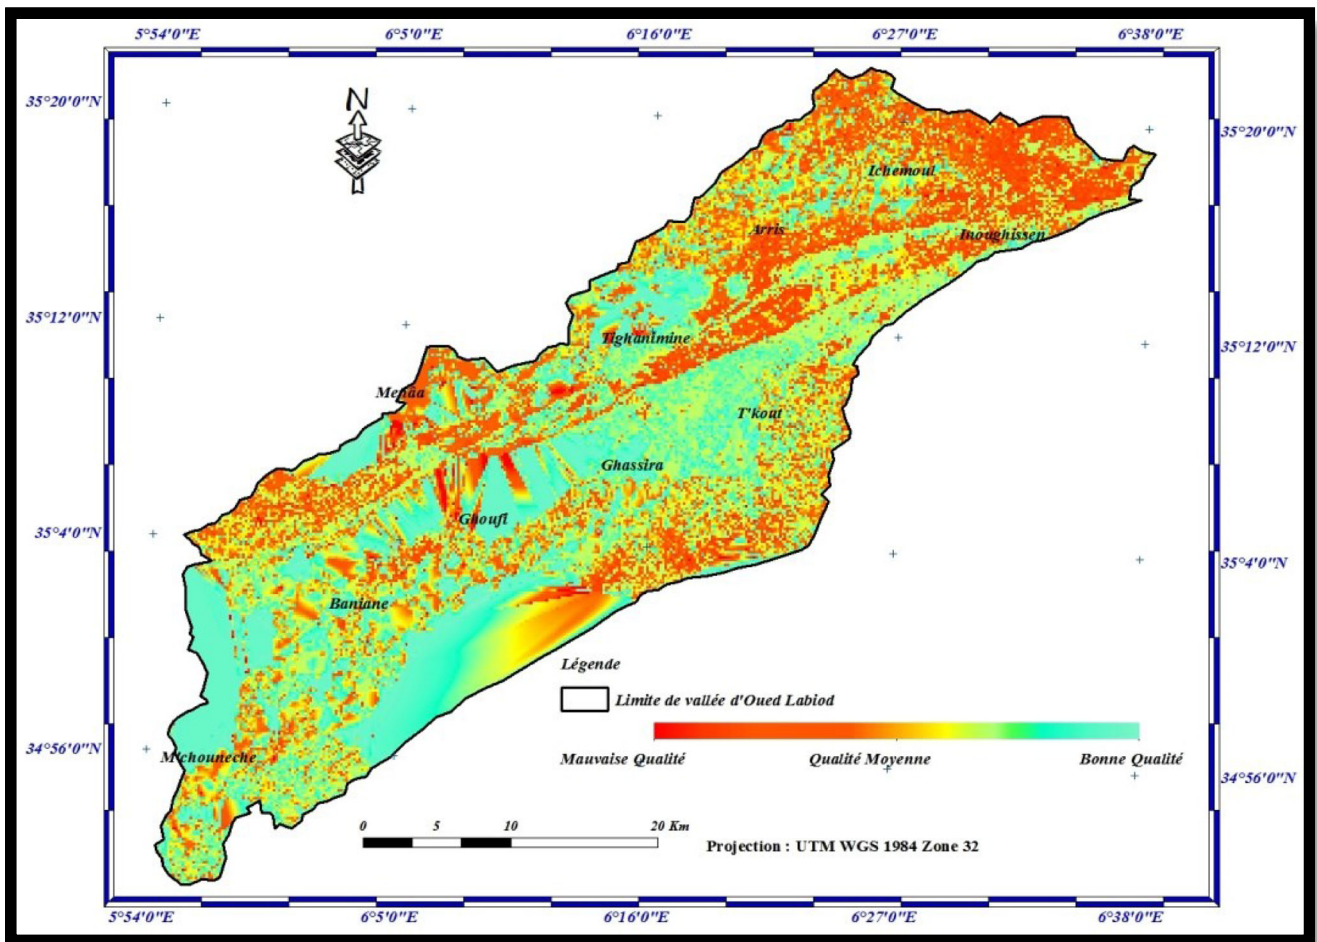 5°54'0"E 6°5'0"E 6°16'0"E 6°27'0"E 6°38'0"E
N
35°20'0"N
35°20'0"N
Ichemoul
Arris
Inoughissen
35°12'0"N
Tighanimine
35°12'0"N
Menâa
T'kout
Ghassira
Ghoufi
35°4'0"N
35°4'0"N
Baniane
Légende
Limite de vallée d'Oued Labiod
34°56'0"N
M'chouneche
Mauvaise Qualité Qualité Moyenne Bonne Qualité
34°56'0"N
0 5 10 20 Km
Projection : UTM WGS 1984 Zone 32
5°54'0"E 6°5'0"E 6°16'0"E 6°27'0"E 6°38'0"E